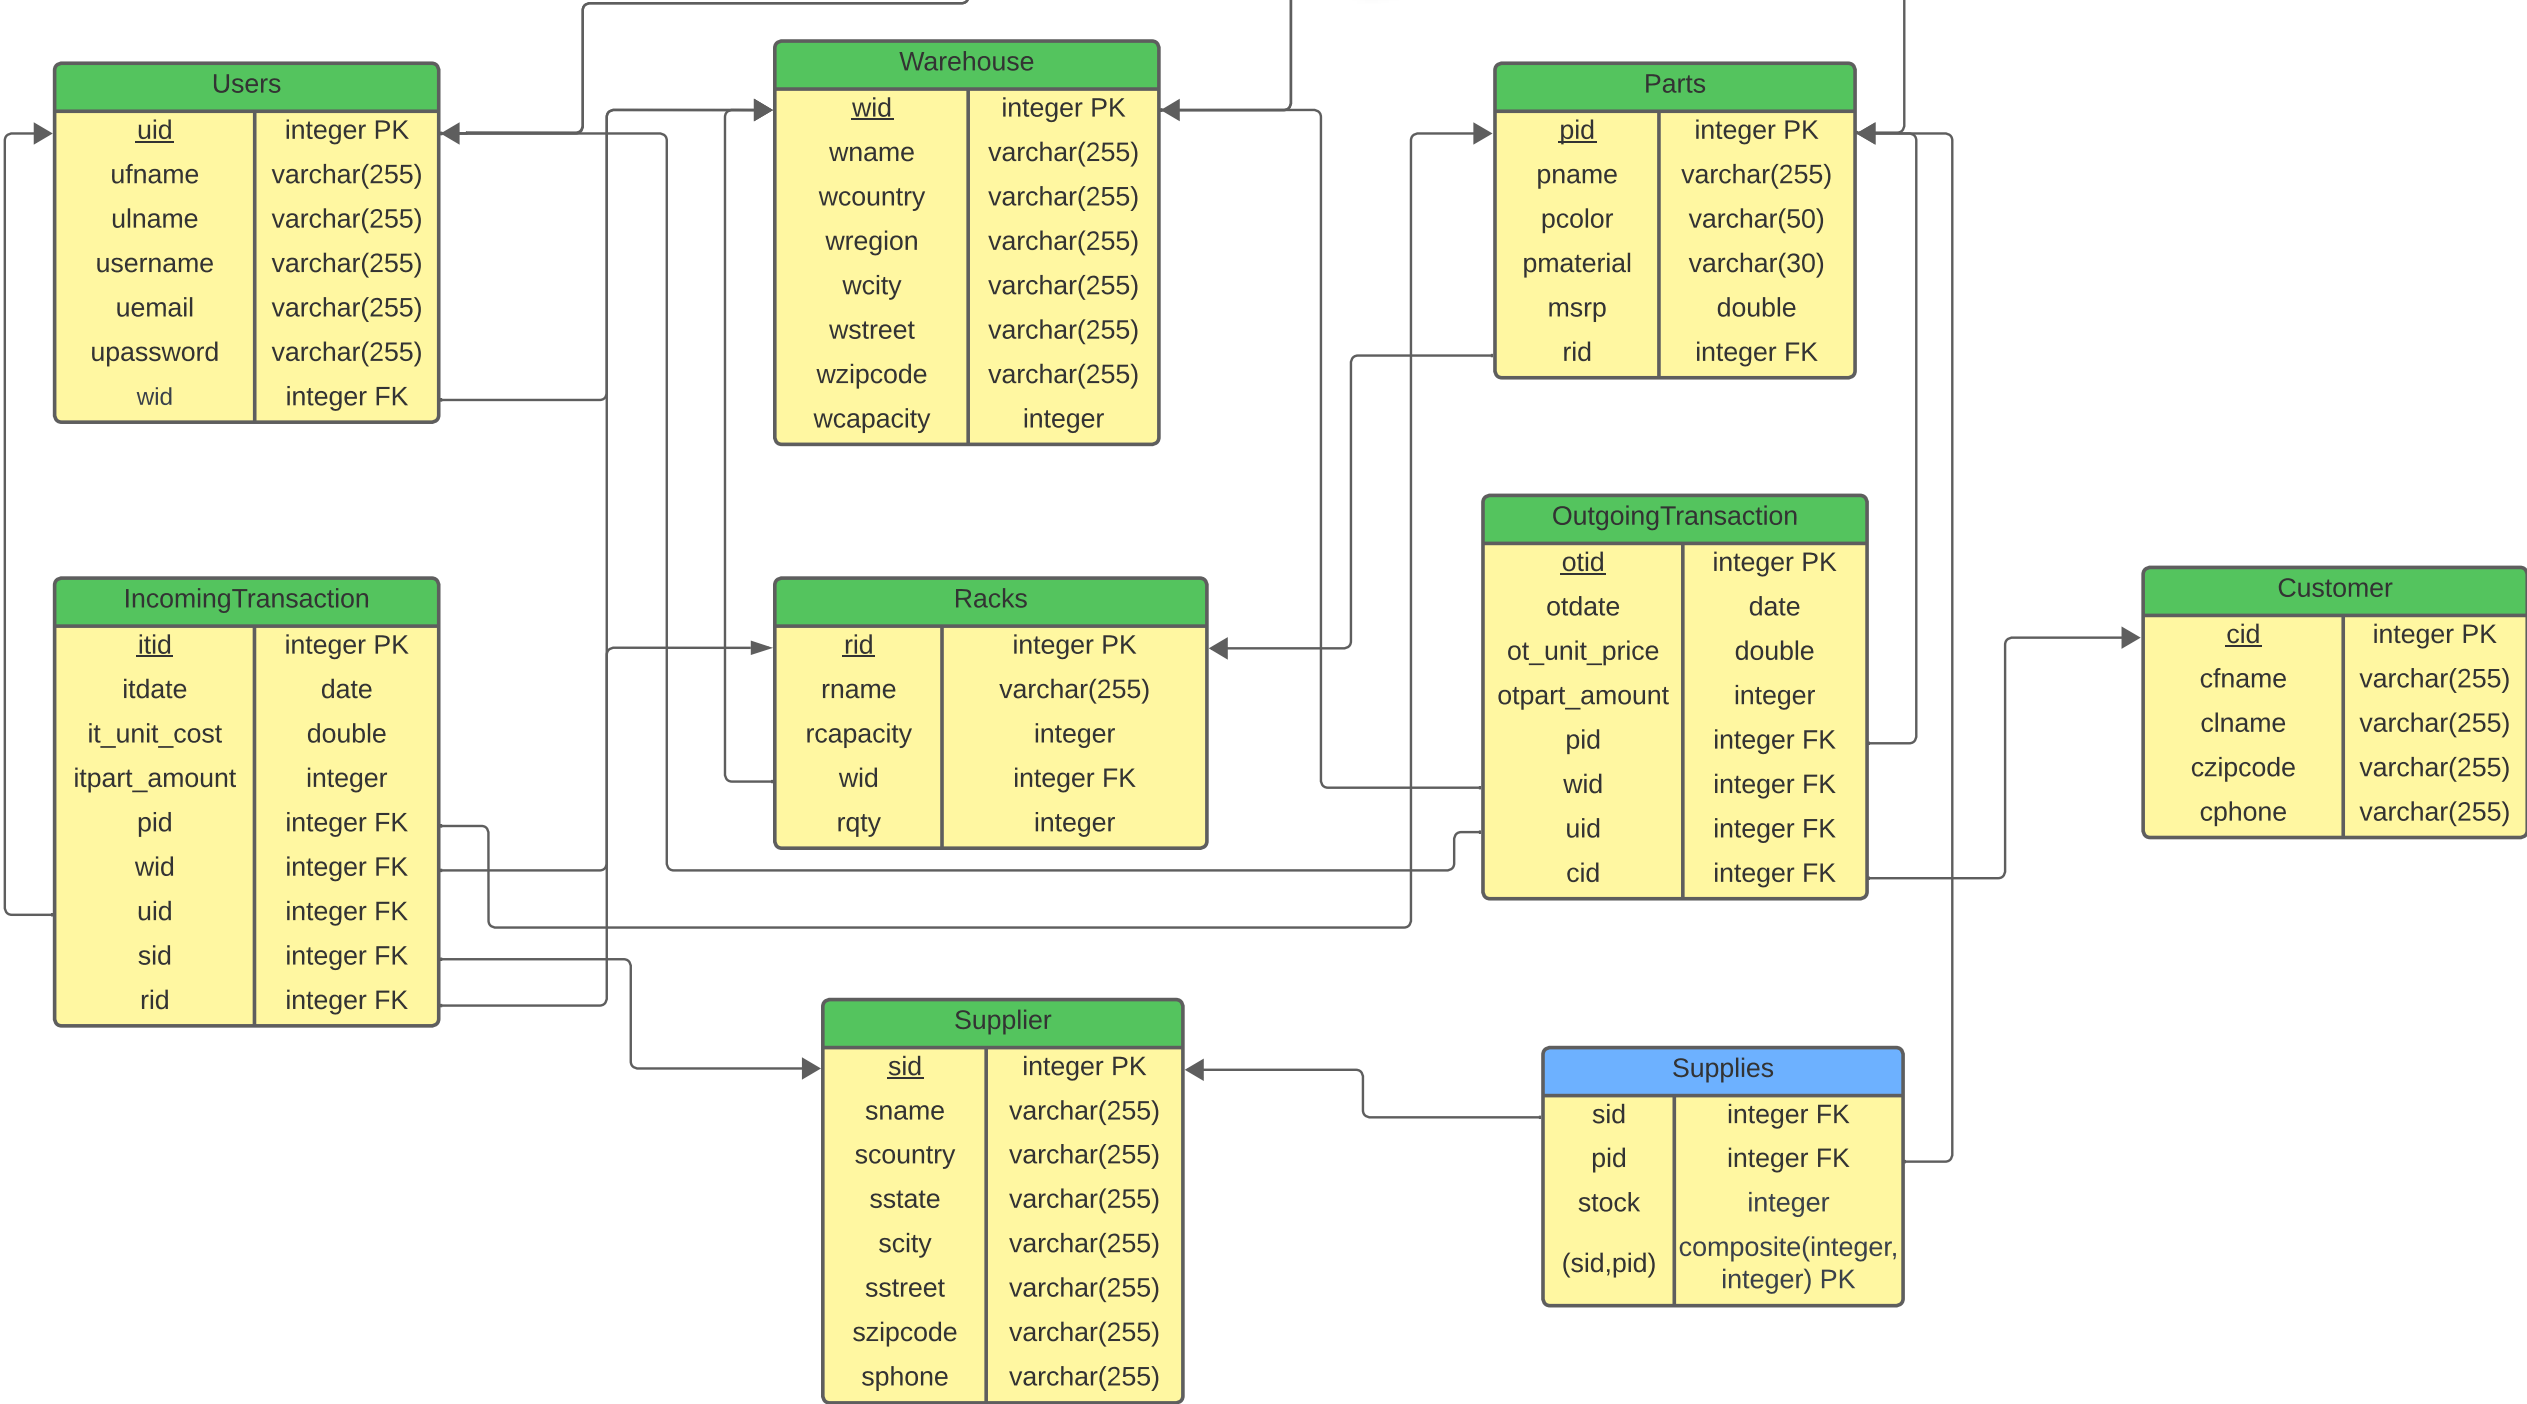 Users
uid integer PK
ufname varchar(255)
ulname varchar(255)
username varchar(255)
uemail varchar(255)
upassword varchar(255)
wid integer FK
Warehouse
wid integer PK
wname varchar(255)
wcountry varchar(255)
wregion varchar(255)
wcity varchar(255)
wstreet varchar(255)
wzipcode varchar(255)
wcapacity integer
Parts
pid integer PK
pname varchar(255)
pcolor varchar(50)
pmaterial varchar(30)
msrp double
rid integer FK
IncomingTransaction
itid integer PK
itdate date
it_unit_cost double
itpart_amount integer
pid integer FK
wid integer FK
uid integer FK
sid integer FK
rid integer FK
Racks
rid integer PK
rname varchar(255)
rcapacity integer
wid integer FK
rqty integer
OutgoingTransaction
otid integer PK
otdate date
ot_unit_price double
otpart_amount integer
pid integer FK
wid integer FK
uid integer FK
cid integer FK
Customer
cid integer PK
cfname varchar(255)
clname varchar(255)
czipcode varchar(255)
cphone varchar(255)
Supplier
sid integer PK
sname varchar(255)
scountry varchar(255)
sstate varchar(255)
scity varchar(255)
sstreet varchar(255)
szipcode varchar(255)
sphone varchar(255)
Supplies
sid integer FK
pid integer FK
stock integer
(sid,pid) composite(integer,
integer) PK